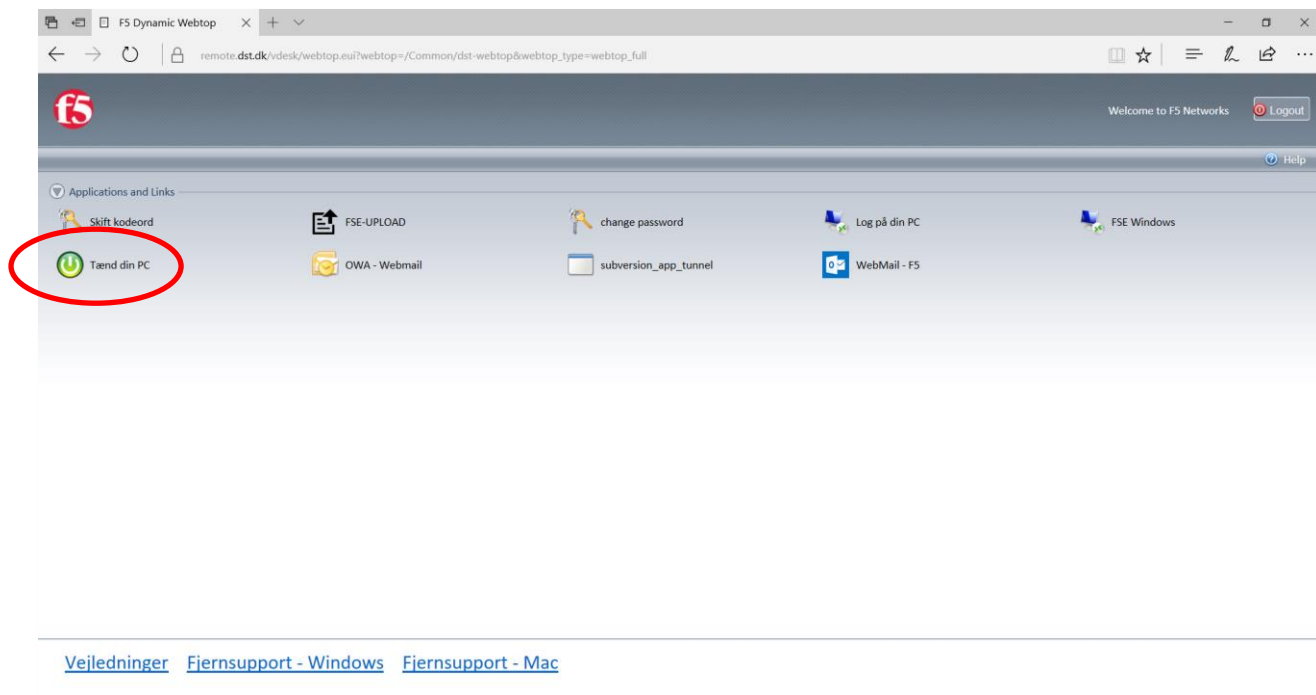 F5 Dynamic Webtop
remote.dst.dk/vdesk/webtop.eui?webtop=/Common/dst-webtop&webtop_type=webtop_full
f5
Welcome to F5 Networks
Logout
Help
Applications and Links
Skift kodeord
FSE-UPLOAD
change password
Log på din PC
FSE Windows
Tænd din PC
OWA - Webmail
subversion_app_tunnel
WebMail - F5
Vejledninger Fjernsupport - Windows Fjernsupport - Mac